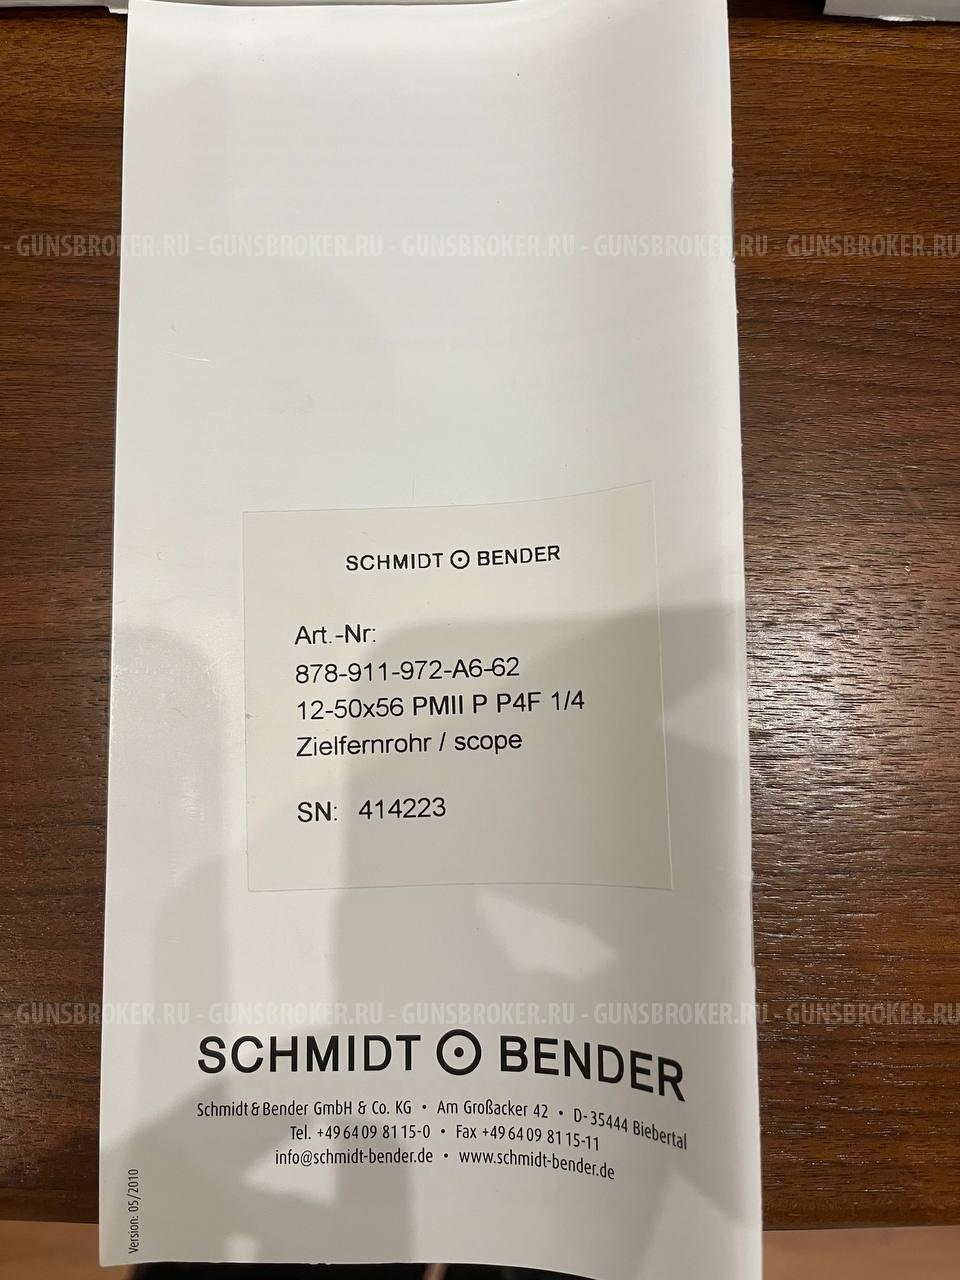 - GUNSBROKER.RU - GUNSBROKER.RU - GUNSBROKER.RU - GUNSBROKER.RU - GUNSBROKER.RU
SCHMIDT BENDER
Art.-Nr:
878-911-972-A6-62
12-50x56 PMII P P4F 1/4
Zielfernrohr / scope
SN: 414223
- GUNSBROKER.RU - GUNSBROKER.RU - GUNSBROKER.RU - GUNSBROKER.RU - GUNSBROKER.RU
SCHMIDT BENDER
Schmidt & Bender GmbH & Co. KG • Am Großacker 42 • D-35444 Biebertal
Tel. +49 64 09 81 15-0 • Fax +49 64 09 81 15-11
info@schmidt-bender.de • www.schmidt-bender.de
Version: 05/2010